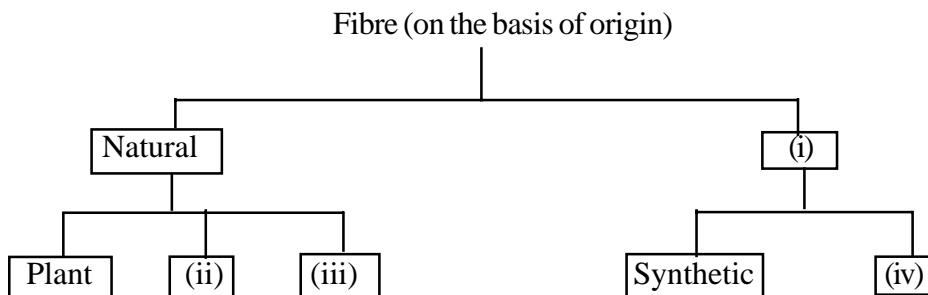 Fibre (on the basis of origin)
Natural
(i)
Plant
(ii)
(iii)
Synthetic
(iv)